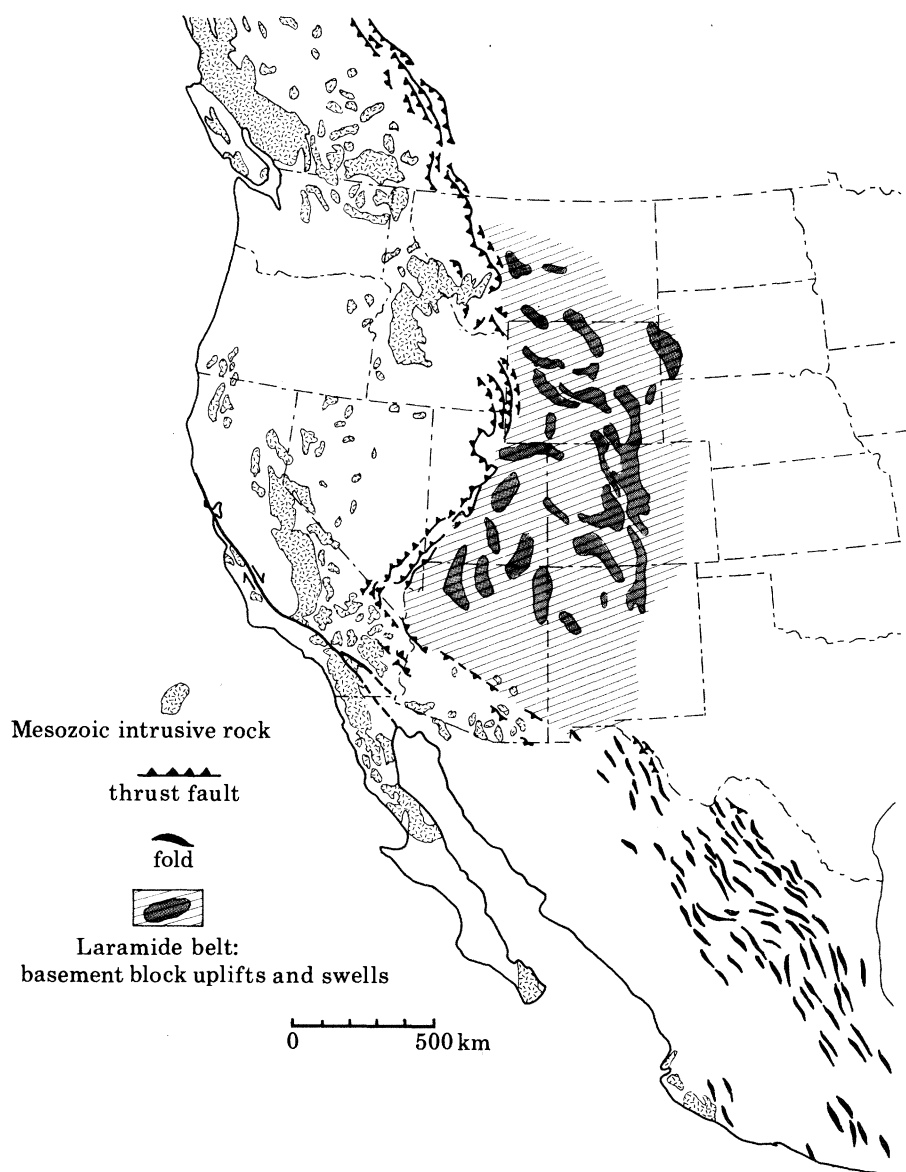 Mesozoic intrusive rock
thrust fault
fold
Laramide belt:
basement block uplifts and swells
0 500 km